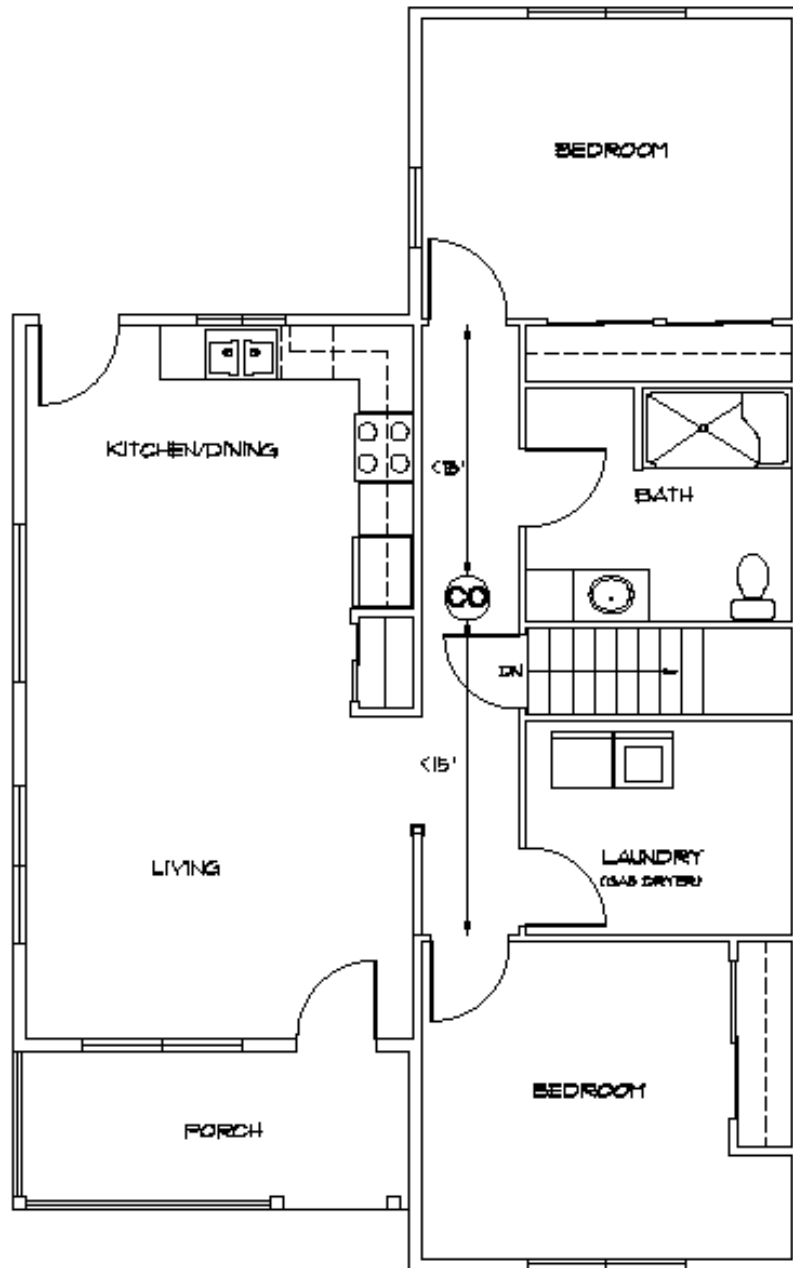 BEDROOM
KITCHEN/DINING
<15'
BATH
CO
DN
<15'
LIVING
LAUNDRY
(GAS DRYER)
BEDROOM
PORCH